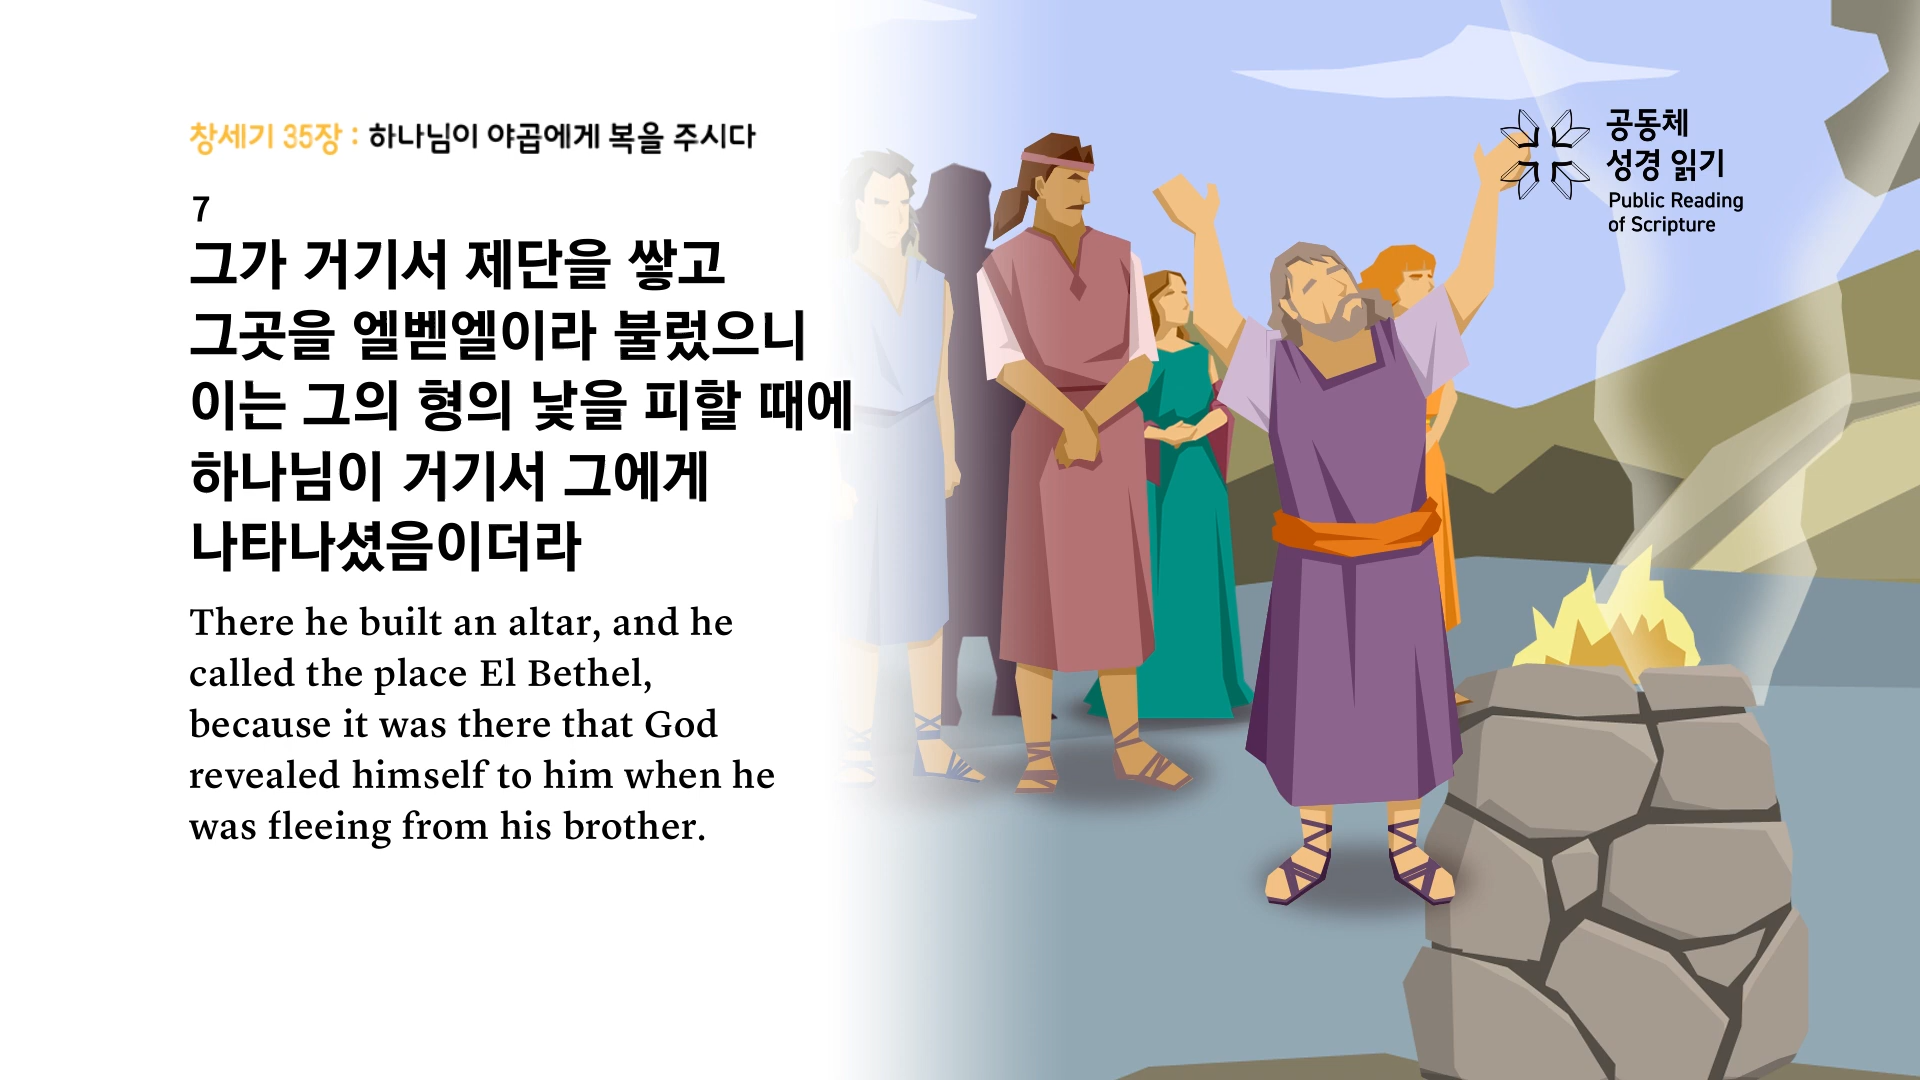 창세기 35장 : 하나님이 야곱에게 복을 주시다
공동체
성경 읽기
Public Reading
of Scripture
7
그가 거기서 제단을 쌓고
그곳을 엘벧엘이라 불렀으니
이는 그의 형의 낯을 피할 때에
하나님이 거기서 그에게
나타나셨음이더라
There he built an altar, and he
called the place El Bethel,
because it was there that God
revealed himself to him when he
was fleeing from his brother.